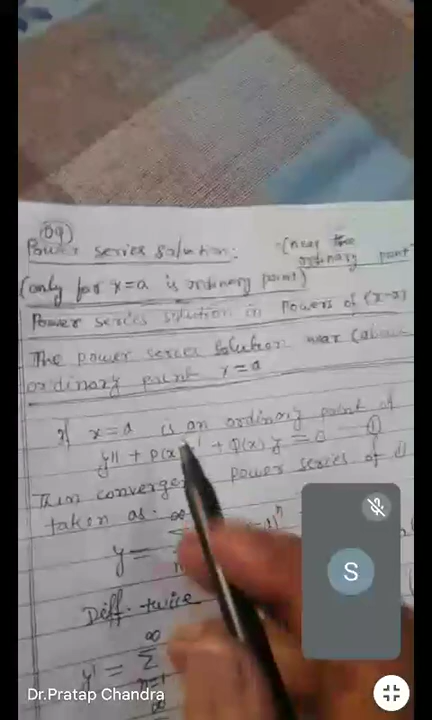 09
Power series solution: (near the
ordinary point
(only for x=a is ordinary point)
Power series solution in Powers of (x-a)
The power series solution near (about
ordinary point x=a
If x=a is an ordinary point of
y'' + P(x) ' + Q(x) y = 0 ①
Then converge power series of
taken as. ∞
y =
Diff. twice
∞
y' = Σ
n=1
∞
S
Dr.Pratap Chandra